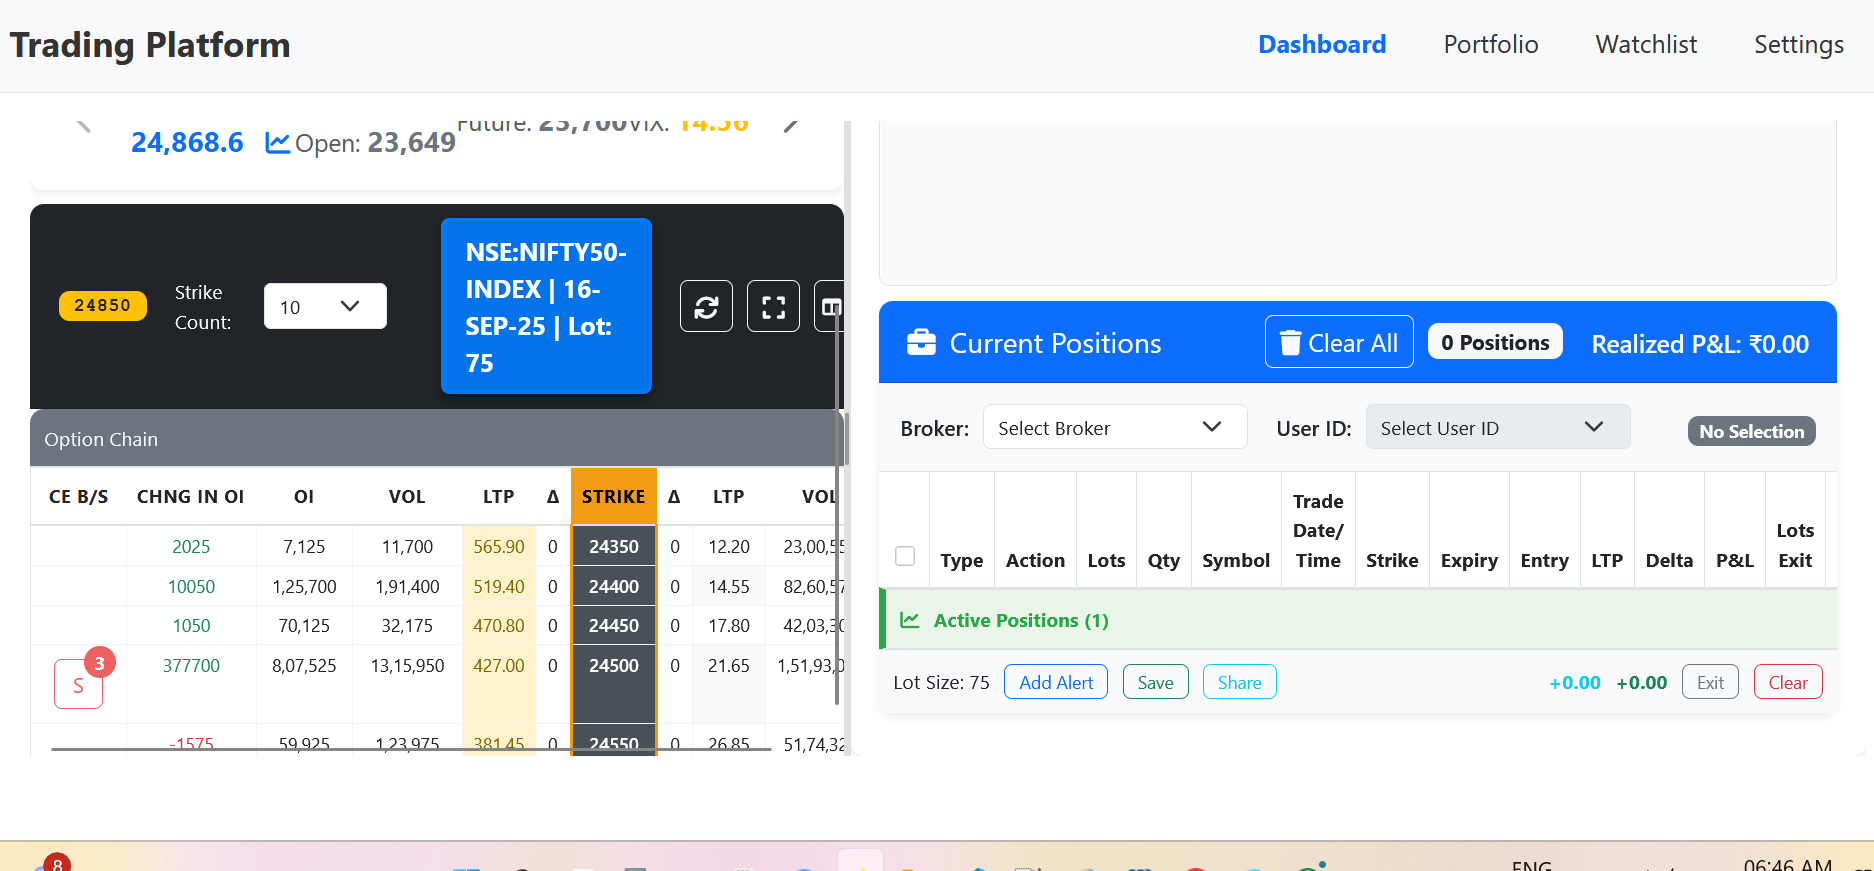 Trading Platform
Dashboard Portfolio Watchlist Settings
Future: 23,700 VIX: 14.56
24,868.6 Open: 23,649
24850
Strike Count:
10
NSE:NIFTY50-
INDEX | 16-
SEP-25 | Lot:
75
Option Chain
CE B/S CHNG IN OI OI VOL LTP Δ STRIKE Δ LTP VOL
2025 7,125 11,700 565.90 0 24350 0 12.20 23,00,55
10050 1,25,700 1,91,400 519.40 0 24400 0 14.55 82,60,57
1050 70,125 32,175 470.80 0 24450 0 17.80 42,03,30
S 3 377700 8,07,525 13,15,950 427.00 0 24500 0 21.65 1,51,93,0
-1575 59,925 1,23,975 381.45 0 24550 0 26.85 51,74,32
Current Positions Clear All 0 Positions Realized P&L: ₹0.00
Broker: Select Broker User ID: Select User ID No Selection
Type Action Lots Qty Symbol Trade Date/ Time Strike Expiry Entry LTP Delta P&L Lots Exit
Active Positions (1)
Lot Size: 75 Add Alert Save Share +0.00 +0.00 Exit Clear
8
ENG
06:46 AM